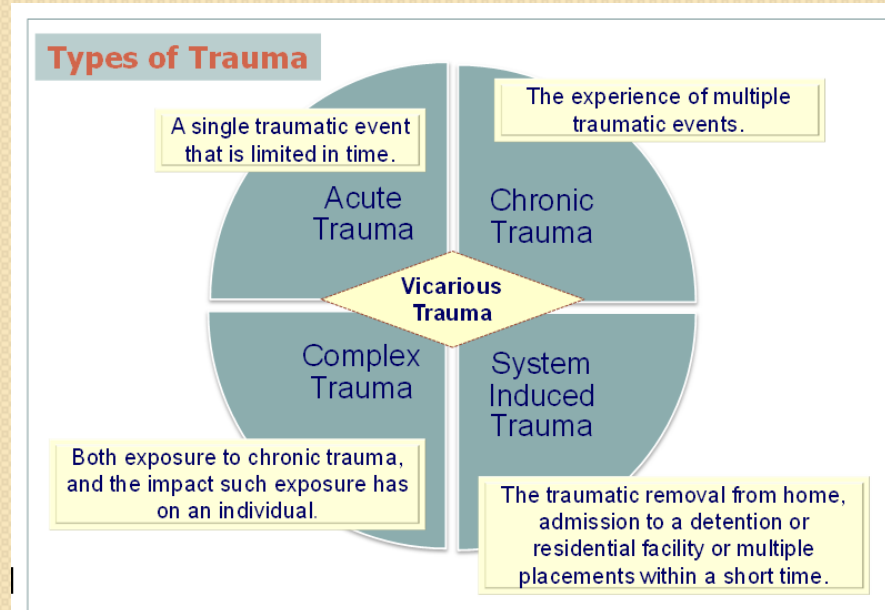 Types of Trauma
A single traumatic event
that is limited in time.
The experience of multiple
traumatic events.
Acute
Trauma
Chronic
Trauma
Vicarious
Trauma
Complex
Trauma
System
Induced
Trauma
Both exposure to chronic trauma,
and the impact such exposure has
on an individual.
The traumatic removal from home,
admission to a detention or
residential facility or multiple
placements within a short time.